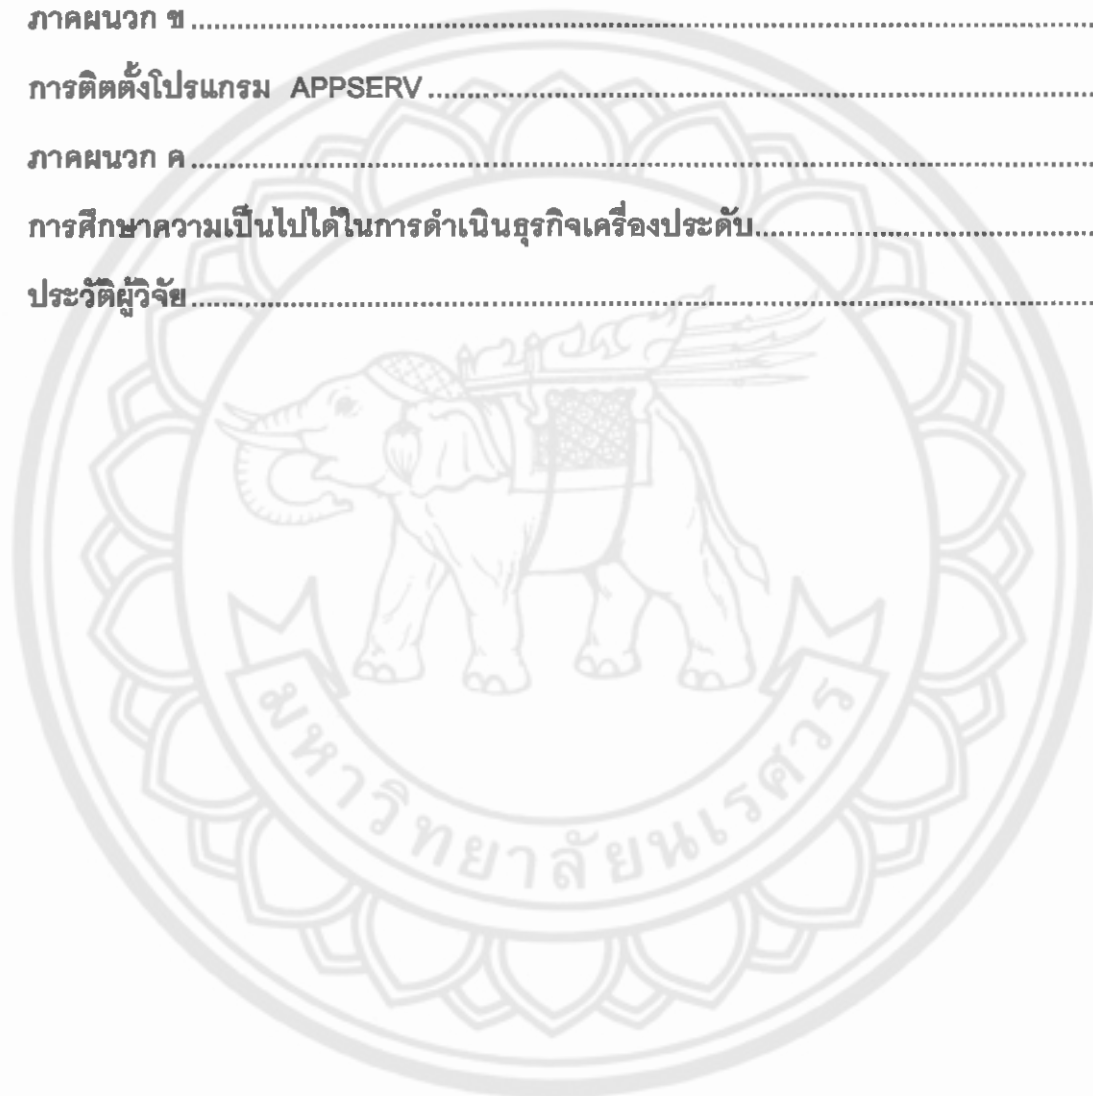 ภาคผนวก ข........................................................................
การติตตั้งโปรแกรม APPSERV........................................................................
ภาคผนวก ค........................................................................
การสึกษาความเป็นไปได้ในการดำเนินธุรกิจเครื่องประดับ........................................................................
ประวัติผู้วิจัย........................................................................
มหาวิทยาลัยนเรศวร